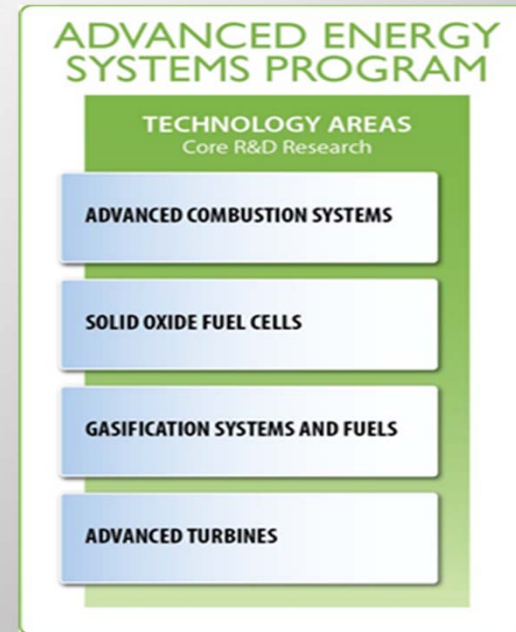 ADVANCED ENERGY
SYSTEMS PROGRAM
TECHNOLOGY AREAS
Core R&D Research
ADVANCED COMBUSTION SYSTEMS
SOLID OXIDE FUEL CELLS
GASIFICATION SYSTEMS AND FUELS
ADVANCED TURBINES